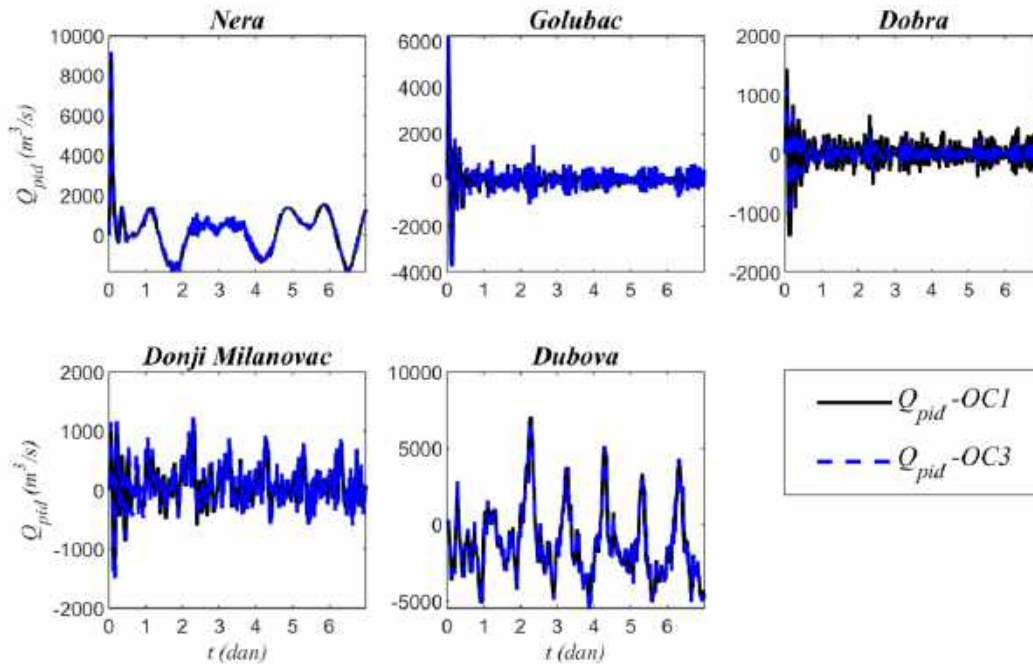 Nera
Golubac
Dobra
Q_pid (m^3/s)
10000
8000
6000
4000
2000
0
0 1 2 3 4 5 6
6000
4000
2000
0
-2000
-4000
0 1 2 3 4 5 6
2000
1000
0
-1000
-2000
0 1 2 3 4 5 6
Donji Milanovac
Dubova
Q_pid (m^3/s)
2000
1000
0
-1000
-2000
0 1 2 3 4 5 6
t (dan)
10000
5000
0
-5000
0 1 2 3 4 5 6
t (dan)
Q_pid -OC1
Q_pid -OC3